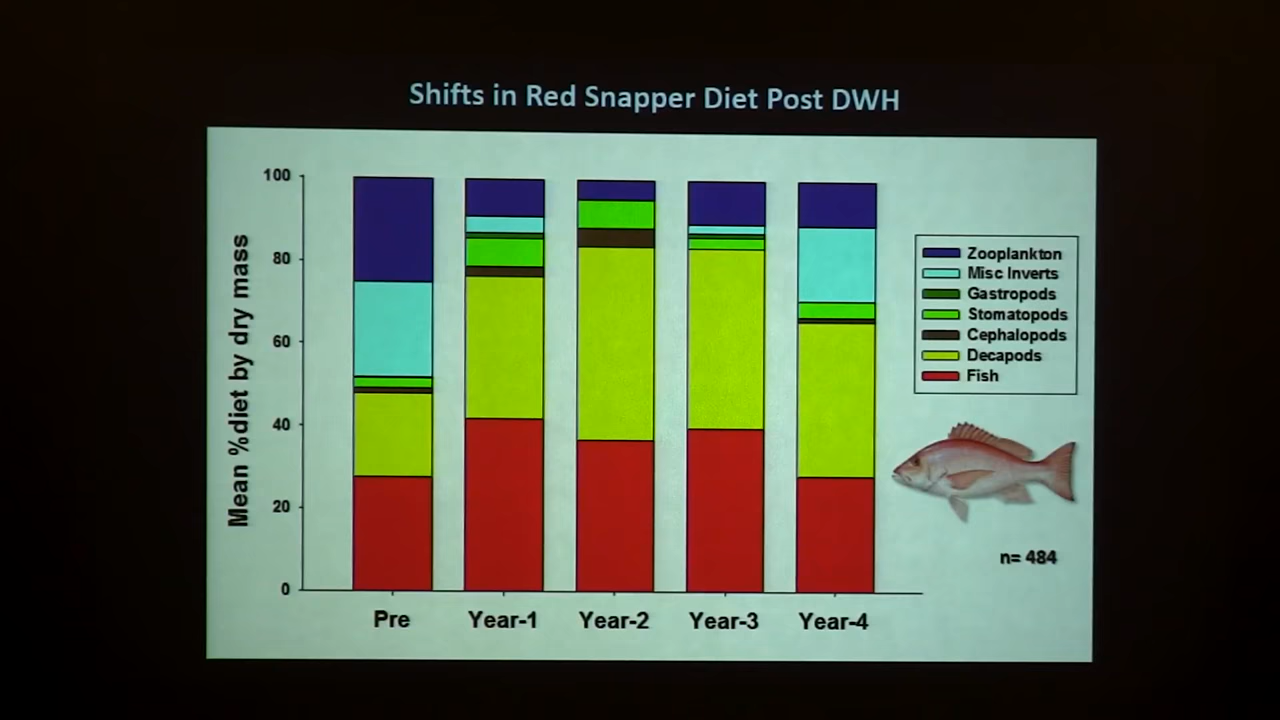 Shifts in Red Snapper Diet Post DWH
Mean %diet by dry mass
100
80
60
40
20
0
Pre
Year-1
Year-2
Year-3
Year-4
Zooplankton
Misc Inverts
Gastropods
Stomatopods
Cephalopods
Decapods
Fish
n= 484